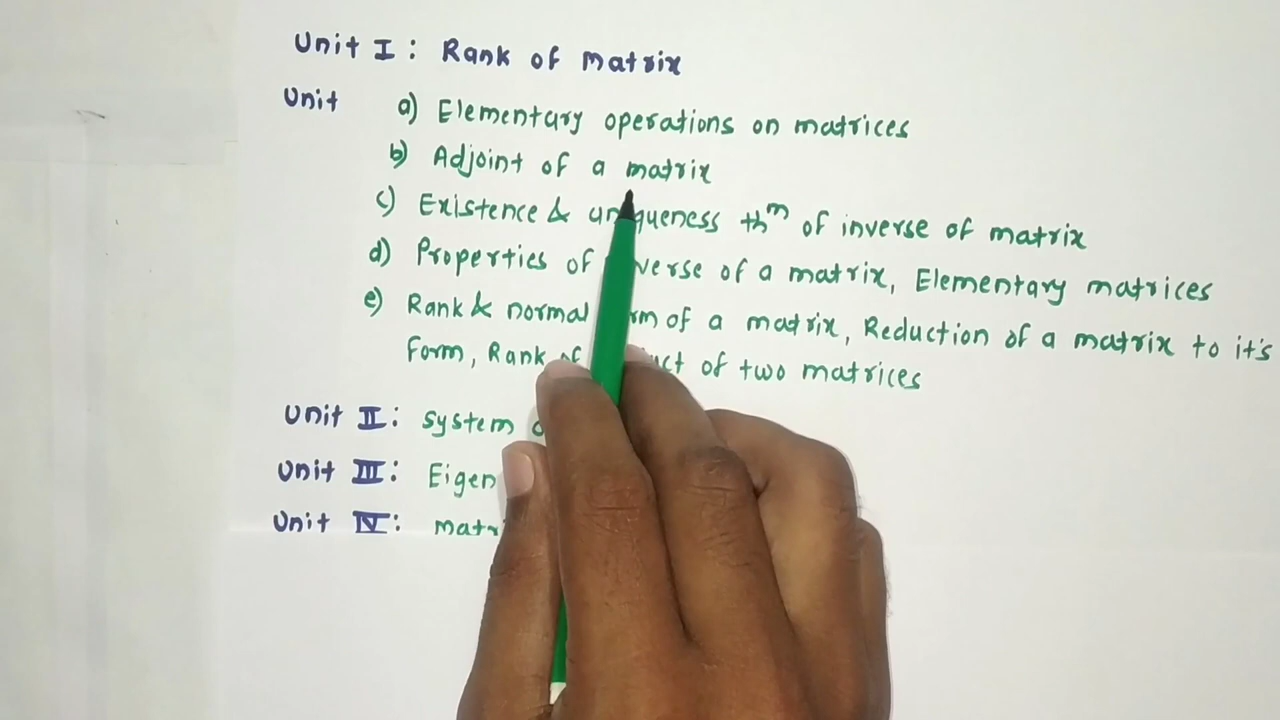 Unit I: Rank of Matrix
Unit a) Elementary operations on matrices
b) Adjoint of a matrix
c) Existence & uniqueness thm of inverse of matrix
d) Properties of of a matrix, Elementary matrices
e) Rank & normal of a matrix, Reduction of a matrix to it's
Form, Rank of of two matrices
Unit II: System
Unit III: Eigen
Unit IV: